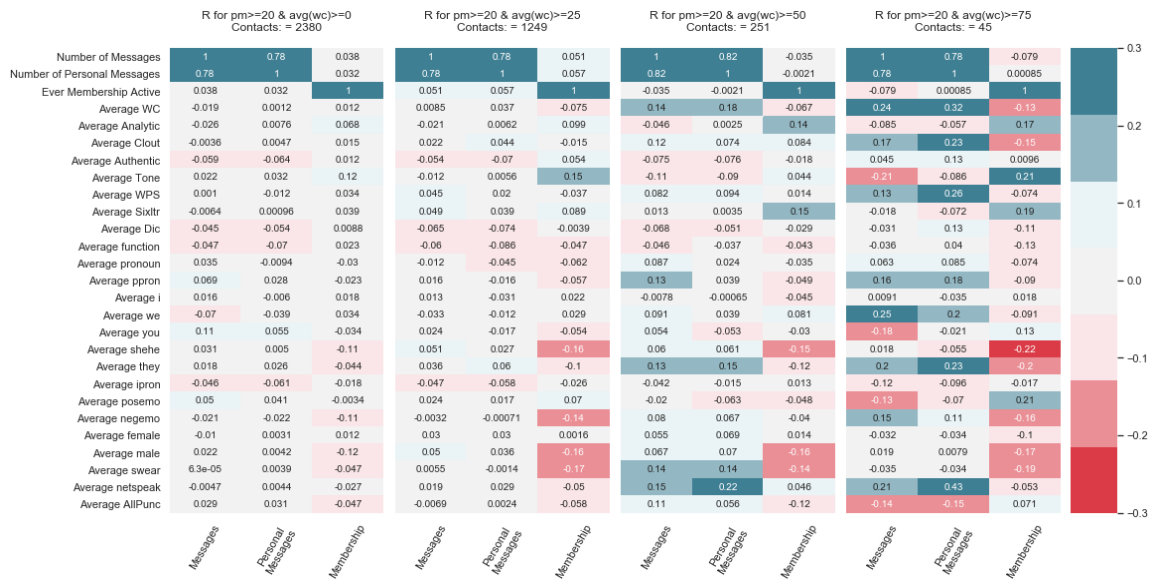 R for pm>=20 & avg(wc)>=0
Contacts: = 2380
R for pm>=20 & avg(wc)>=25
Contacts: = 1249
R for pm>=20 & avg(wc)>=50
Contacts: = 251
R for pm>=20 & avg(wc)>=75
Contacts: = 45
Number of Messages 1 0.78 0.038 1 0.78 0.051 1 0.82 -0.035 1 0.78 -0.079
Number of Personal Messages 0.78 1 0.032 0.78 1 0.057 0.82 1 -0.0021 0.78 1 0.00085
Ever Membership Active 0.038 0.032 1 0.051 0.057 1 -0.035 -0.0021 1 -0.079 0.00085 1
Average WC -0.019 0.0012 0.012 0.0085 0.037 -0.075 0.14 0.18 -0.067 0.24 0.32 -0.13
Average Analytic -0.026 0.0076 0.068 -0.021 0.0062 0.099 -0.046 0.0025 0.14 -0.085 -0.057 0.17
Average Clout -0.0036 0.0047 0.015 0.022 0.044 -0.015 0.12 0.074 0.084 0.17 0.23 -0.15
Average Authentic -0.059 -0.064 0.012 -0.054 -0.07 0.054 -0.075 -0.076 -0.018 0.045 0.13 0.0096
Average Tone 0.022 0.032 0.12 -0.012 0.0056 0.15 -0.11 -0.09 0.044 -0.21 -0.086 0.21
Average WPS 0.001 -0.012 0.034 0.045 0.02 -0.037 0.082 0.094 0.014 0.13 0.26 -0.074
Average Sixltr -0.0064 0.00096 0.039 0.049 0.039 0.089 0.013 0.0035 0.15 -0.018 -0.072 0.19
Average Dic -0.045 -0.054 0.0088 -0.065 -0.074 -0.0039 -0.068 -0.051 -0.029 -0.031 0.13 -0.11
Average function -0.047 -0.07 0.023 -0.06 -0.086 -0.047 -0.046 -0.037 -0.043 -0.036 0.04 -0.13
Average pronoun 0.035 -0.0094 -0.03 -0.012 -0.045 -0.062 0.087 0.024 -0.035 0.063 0.085 -0.074
Average ppron 0.069 0.028 -0.023 0.016 -0.016 -0.057 0.13 0.039 -0.049 0.16 0.18 -0.09
Average i 0.016 -0.006 0.018 0.013 -0.031 0.022 -0.0078 -0.00065 -0.045 0.0091 -0.035 0.018
Average we -0.07 -0.039 0.034 -0.033 -0.012 0.029 0.091 0.039 0.081 0.25 0.2 -0.091
Average you 0.11 0.055 -0.034 0.024 -0.017 -0.054 0.054 -0.053 -0.03 -0.18 -0.021 0.13
Average shehe 0.031 0.005 -0.11 0.051 0.027 -0.16 0.06 0.061 -0.15 0.018 -0.055 -0.22
Average they 0.018 0.026 -0.044 0.036 0.06 -0.1 0.13 0.15 -0.12 0.2 0.23 -0.2
Average ipron -0.046 -0.061 -0.018 -0.047 -0.058 -0.026 -0.042 -0.015 0.013 -0.12 -0.096 -0.017
Average posemo 0.05 0.041 -0.0034 0.024 0.017 0.07 -0.02 -0.063 -0.048 -0.13 -0.07 0.21
Average negemo -0.021 -0.022 -0.11 -0.0032 -0.00071 -0.14 0.08 0.067 -0.04 0.15 0.11 -0.16
Average female -0.01 0.0031 0.012 0.03 0.03 0.0016 0.055 0.069 0.014 -0.032 -0.034 -0.1
Average male 0.022 0.0042 -0.12 0.05 0.036 -0.16 0.067 0.07 -0.16 0.019 0.0079 -0.17
Average swear 6.3e-05 0.0039 -0.047 0.0055 -0.0014 -0.17 0.14 0.14 -0.14 -0.035 -0.034 -0.19
Average netspeak -0.0047 0.0044 -0.027 0.019 0.029 -0.05 0.15 0.22 0.046 0.21 0.43 -0.053
Average AllPunc 0.029 0.031 -0.047 -0.0069 0.0024 -0.058 0.11 0.056 -0.12 -0.14 -0.15 0.071
Messages
Personal
Messages
Membership
Messages
Personal
Messages
Membership
Messages
Personal
Messages
Membership
Messages
Personal
Messages
Membership
0.3
0.2
0.1
0.0
−0.1
−0.2
−0.3